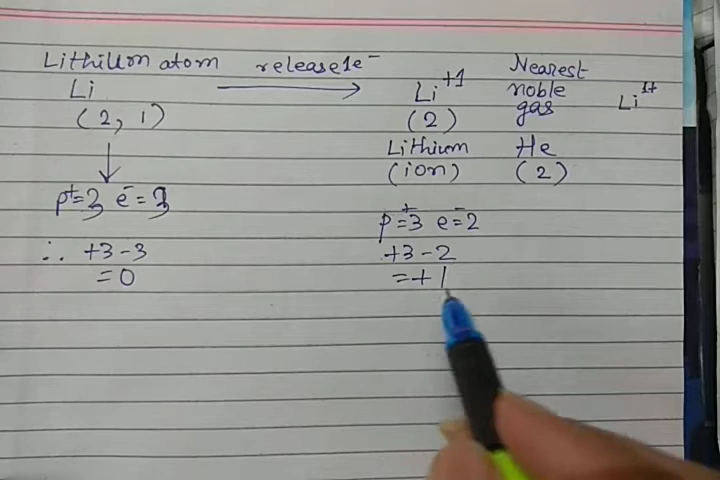 Lithium atom release 1e⁻ Nearest
Li Li⁺¹ noble Li¹⁺
(2, 1) (2) gas
Lithium He
(ion) (2)
p⁺=3 e⁻=3
p⁺=3 e⁻=2
∴ +3-3 +3-2
=0 =+1